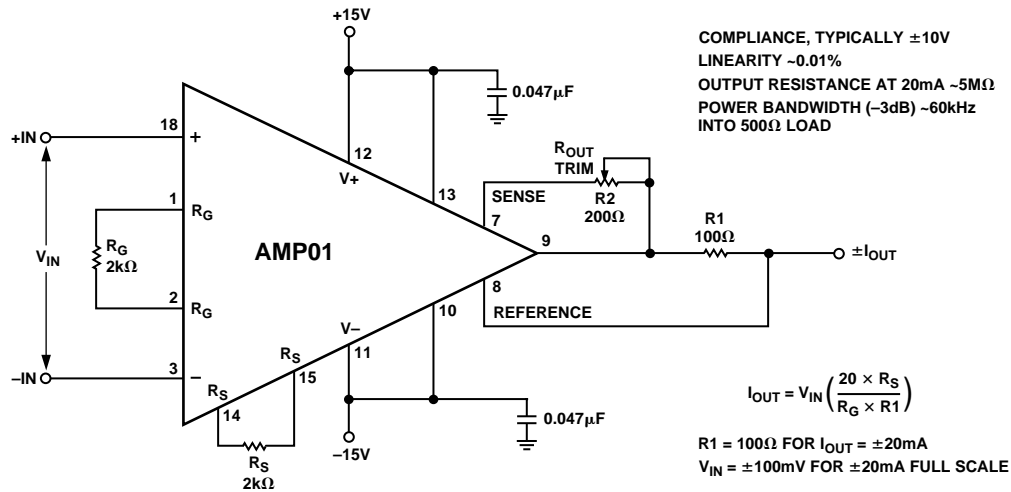 +15V
COMPLIANCE, TYPICALLY ±10V
LINEARITY ~0.01%
OUTPUT RESISTANCE AT 20mA ~5MΩ
POWER BANDWIDTH (–3dB) ~60kHz
INTO 500Ω LOAD
0.047μF
+IN
18
+
12
V+
13
R_OUT
TRIM
SENSE
7
R2
200Ω
R1
100Ω
1
R_G
V_IN
R_G
2kΩ
AMP01
9
±I_OUT
2
R_G
8
REFERENCE
10
V–
11
–IN
3
–
R_S
15
R_S
14
0.047μF
–15V
R_S
2kΩ
I_OUT = V_IN (20 × R_S / R_G × R1)
R1 = 100Ω FOR I_OUT = ±20mA
V_IN = ±100mV FOR ±20mA FULL SCALE